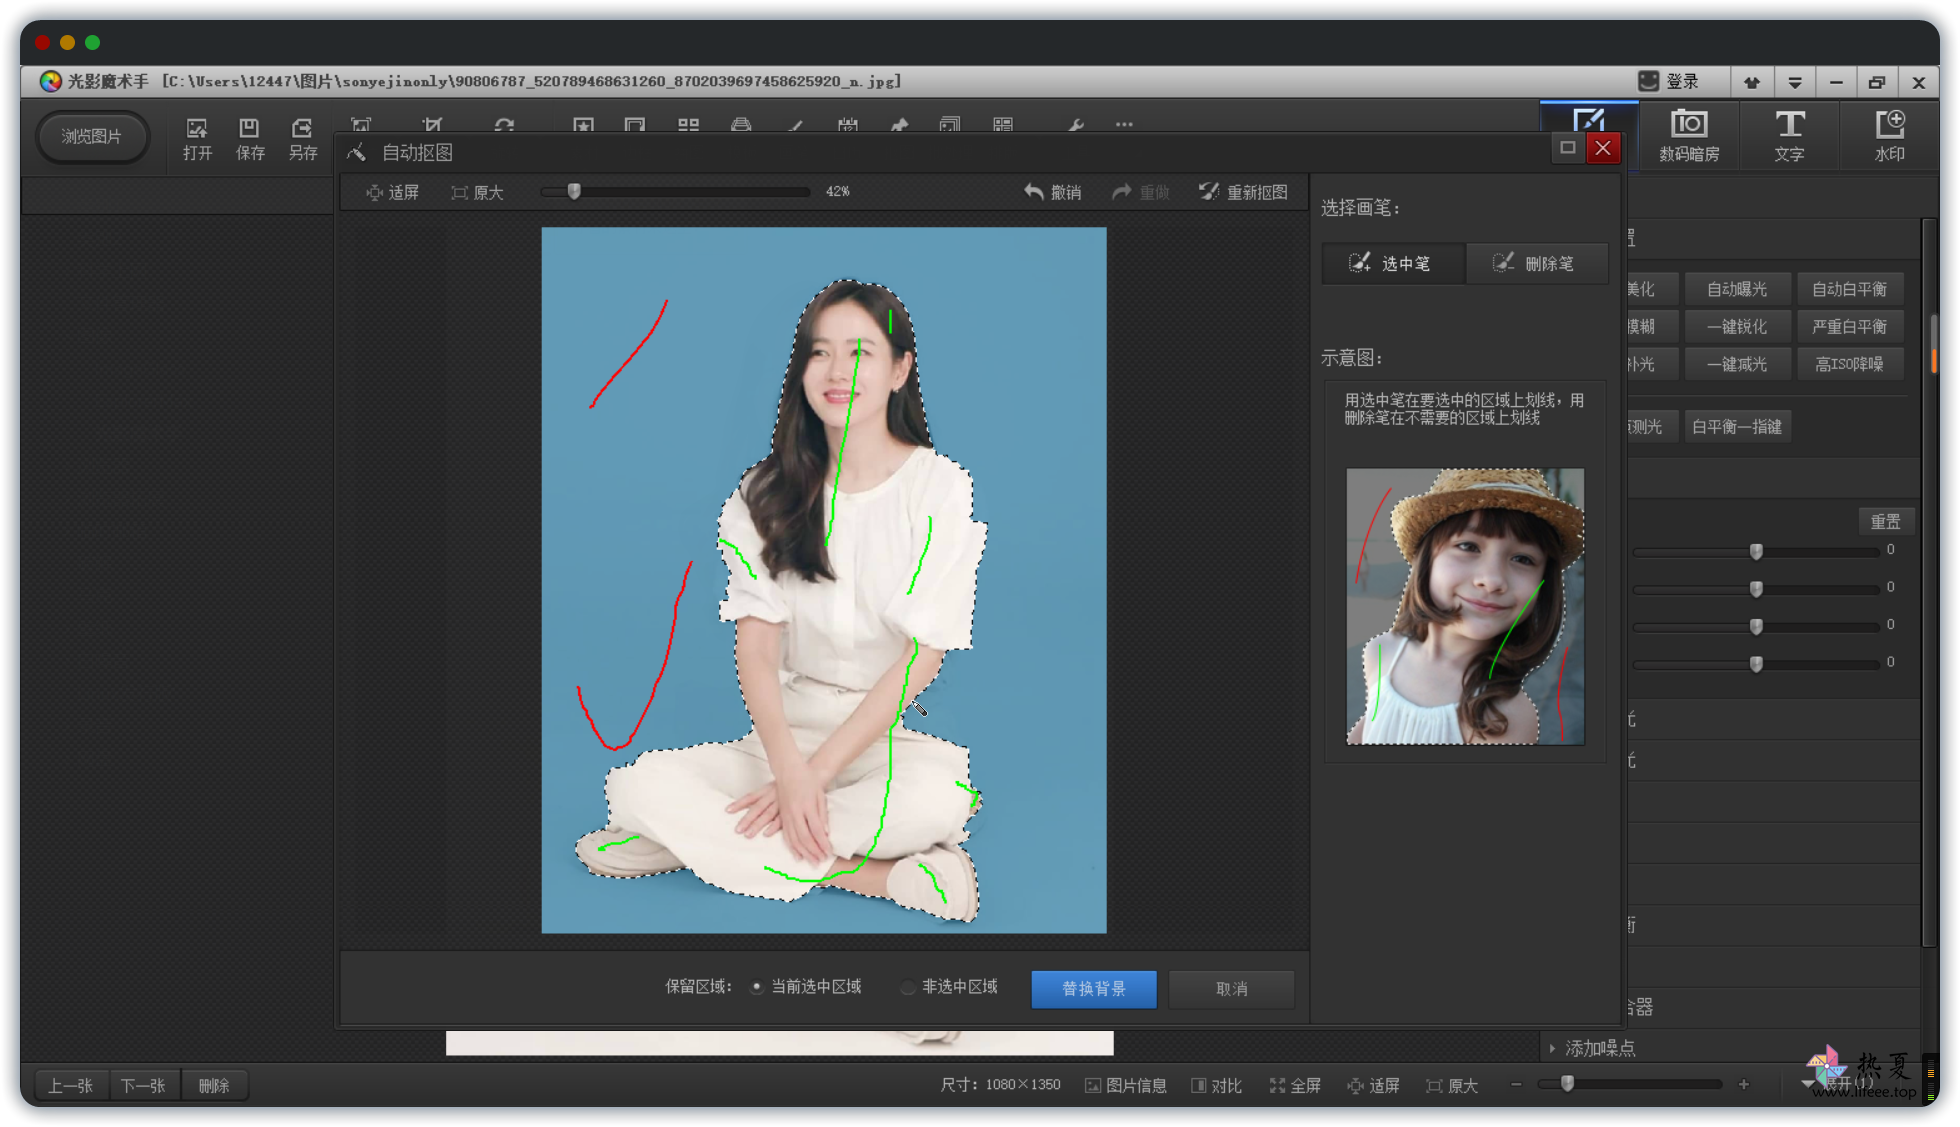 光影魔术手 [C:\Users\12447\图片\sonyejinonly\90806787_520789468631260_8702039697458625920_n.jpg]
登录
浏览图片
打开
保存
另存
数码暗房
文字
水印
自动抠图
适屏
原大
42%
撤销
重做
重新抠图
选择画笔：
选中笔
删除笔
示意图：
用选中笔在要选中的区域上划线，用
删除笔在不需要的区域上划线
置
美化
自动曝光
自动白平衡
模糊
一键锐化
严重白平衡
补光
一键减光
高ISO降噪
测光
白平衡一指键
重置
0
0
0
0
光
光
衡
合器
添加噪点
保留区域：
当前选中区域
非选中区域
替换背景
取消
上一张
下一张
删除
尺寸：1080×1350
图片信息
对比
全屏
适屏
原大
展开(1)
热夏
www.lifeee.top